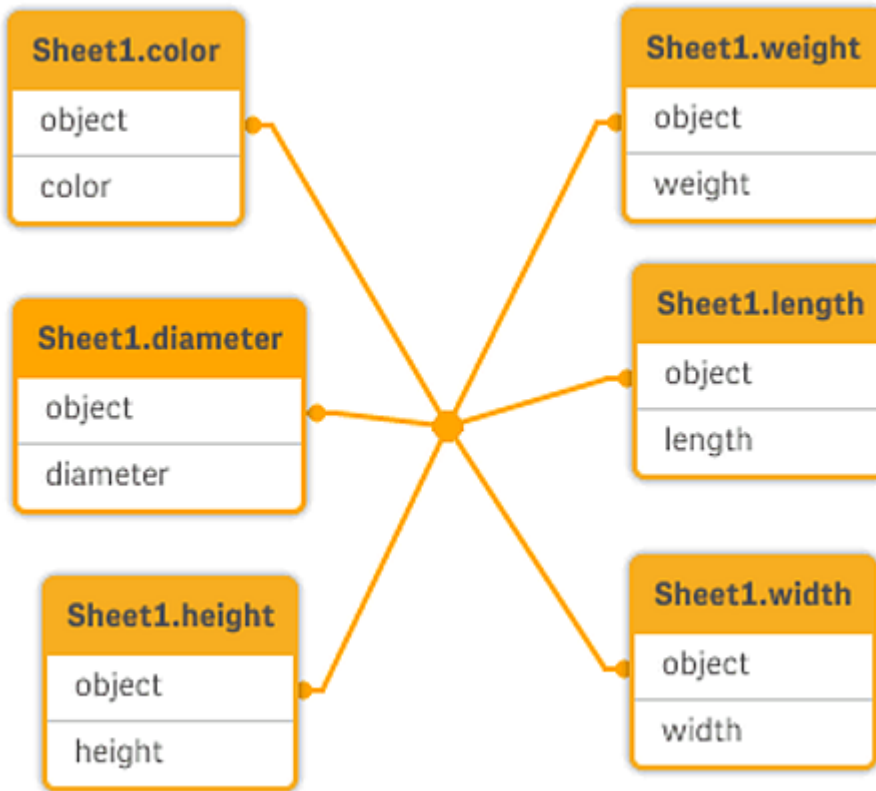 Sheet1.color
object
color
Sheet1.diameter
object
diameter
Sheet1.height
object
height
Sheet1.weight
object
weight
Sheet1.length
object
length
Sheet1.width
object
width